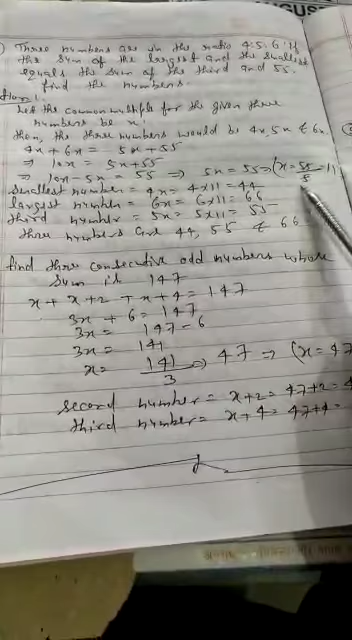 AUGUST
Three numbers are in the ratio 4:5:6. If
the sum of the largest and the smallest
equals the sum of the third and 55,
find the numbers.
Let the common multiple for the given three
numbers be x.
then, the three numbers would be 4x, 5x & 6x.
4x + 6x = 5x + 55
⇒ 10x = 5x + 55
⇒ 10x - 5x = 55 ⇒ 5x = 55 ⇒ (x = 55/5 = 11
smallest number = 4x = 4x11 = 44
largest number = 6x = 6x11 = 66
third number = 5x = 5x11 = 55
three numbers are 44, 55 & 66
find three consecutive odd numbers whose
sum is 147
x + x+2 + x+4 = 147
3x + 6 = 147
3x = 147 - 6
3x = 141
x = 141/3 ⇒ 47 ⇒ (x = 47
second number = x+2 = 47+2 = 4
third number = x+4 = 47+4 =